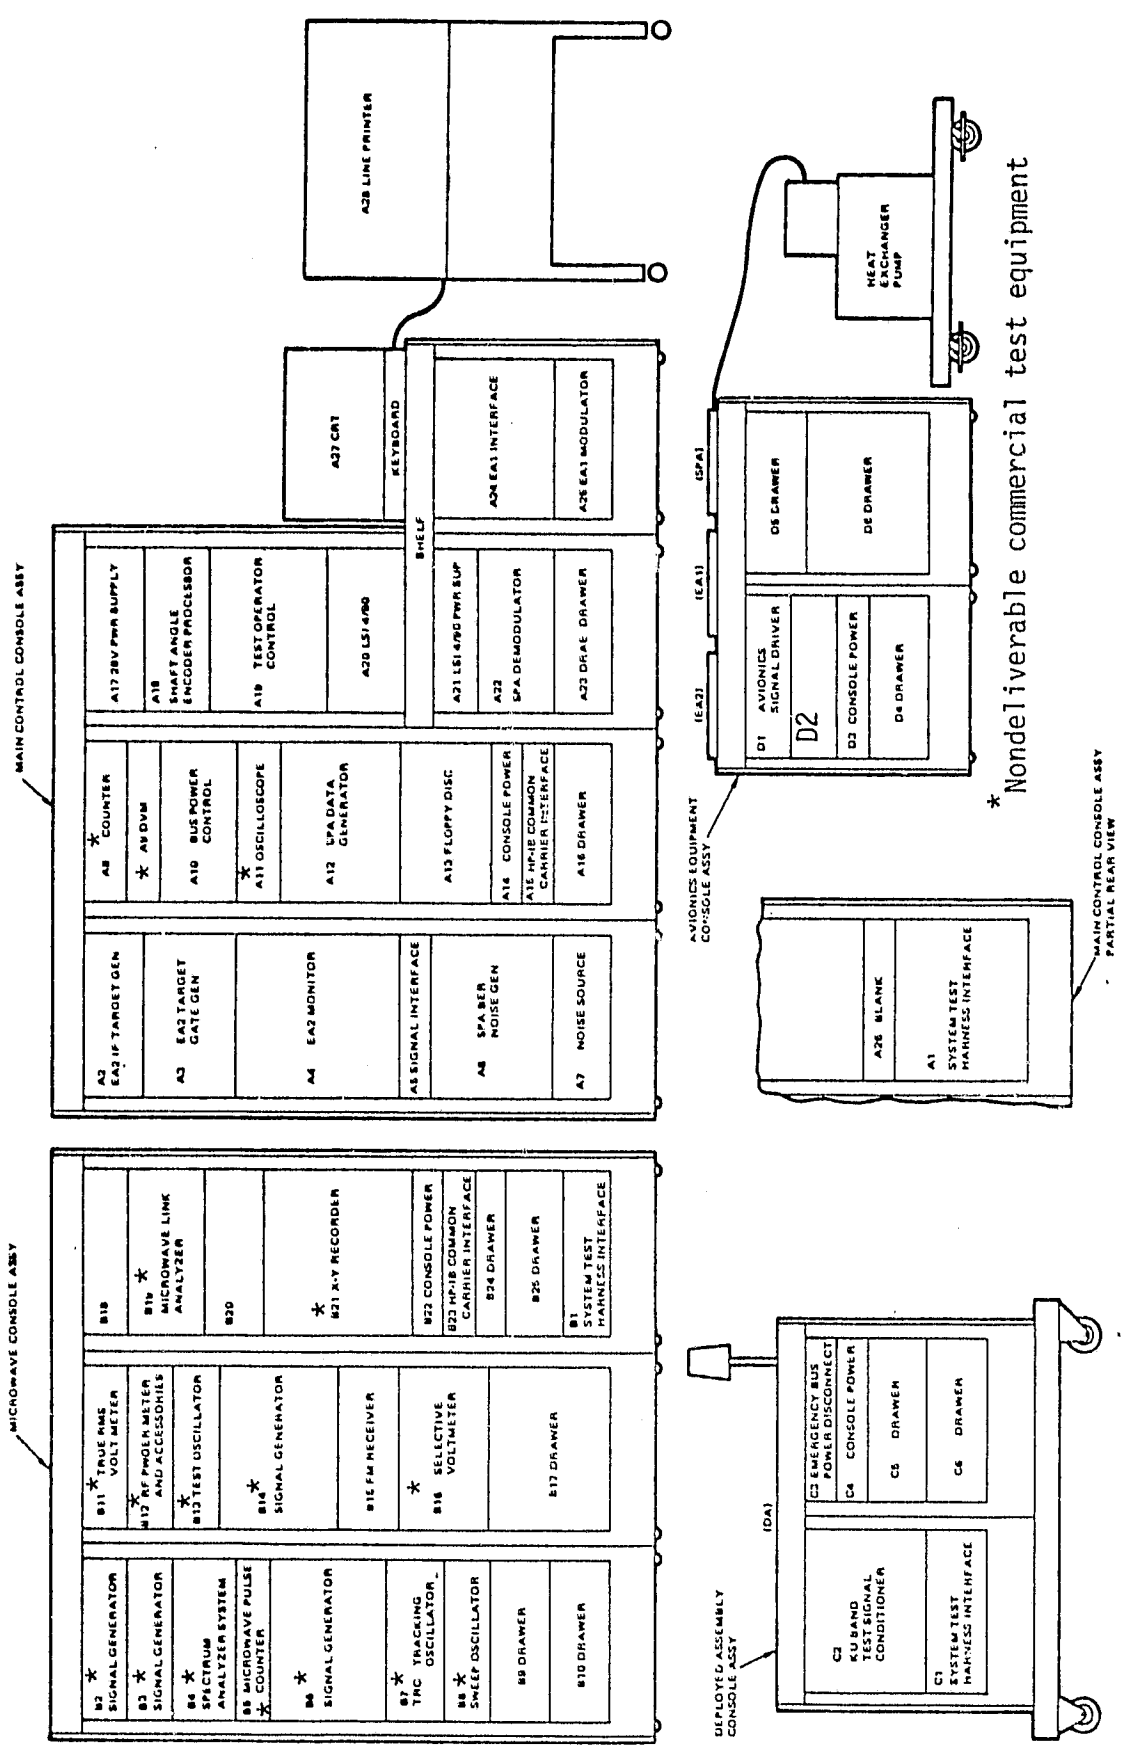 MICROWAVE CONSOLE ASSY
B2 *
SIGNAL GENERATOR
B3 *
SIGNAL GENERATOR
B4 *
SPECTRUM
ANALYZER SYSTEM
B5 MICROWAVE PULSE
* COUNTER
B6 *
SIGNAL GENERATOR
B7 *
TRC TRACKING
OSCILLATOR
B8 *
SWEEP OSCILLATOR
B9 DRAWER
B10 DRAWER
B11 * TRUE RMS
VOLT METER
*
B12 RF PWOER METER
AND ACCESSORIES
*
B13 TEST OSCILLATOR
B14 *
SIGNAL GENERATOR
B15 FM RECEIVER
*
B16 SELECTIVE
VOLTMETER
B17 DRAWER
B18
B19 *
MICROWAVE LINK
ANALYZER
B20
*
B21 X-Y RECORDER
B22 CONSOLE POWER
B23 HP-IB COMMON
CARRIER INTERFACE
B24 DRAWER
B25 DRAWER
B1
SYSTEM TEST
HARNESS INTERFACE
MAIN CONTROL CONSOLE ASSY
A2
EA2 IF TARGET GEN
A3 EA2 TARGET
GATE GEN
A4 EA2 MONITOR
A5 SIGNAL INTERFACE
A6 SPA BER
NOISE GEN
A7 NOISE SOURCE
A8 * COUNTER
* A9 DVM
A10 BUS POWER
CONTROL
*
A11 OSCILLOSCOPE
A12 SPA DATA
GENERATOR
A13 FLOPPY DISC
A14 CONSOLE POWER
A15 HP-IB COMMON
CARRIER INTERFACE
A16 DRAWER
A17 28V PWR SUPPLY
A18
SHAFT ANGLE
ENCODER PROCESSOR
A19 TEST OPERATOR
CONTROL
A20 LSI 4/90
SHELF
A21 LSI 4/90 PWR SUP
A22
SPA DEMODULATOR
A23 DRAE DRAWER
A27 CRT
KEYBOARD
A24 EA1 INTERFACE
A25 EA1 MODULATOR
A28 LINE PRINTER
DEPLOYED ASSEMBLY
CONSOLE ASSY
(DA)
C2
KU BAND
TEST SIGNAL
CONDITIONER
C1
SYSTEM TEST
HARNESS INTERFACE
C3 EMERGENCY BUS
POWER DISCONNECT
C4 CONSOLE POWER
C5 DRAWER
C6 DRAWER
A26 BLANK
A1
SYSTEM TEST
HARNESS INTERFACE
MAIN CONTROL CONSOLE ASSY
PARTIAL REAR VIEW
AVIONICS EQUIPMENT
CONSOLE ASSY
(EA2)
(EA1)
(SPA)
D1 AVIONICS
SIGNAL DRIVER
D2
D3 CONSOLE POWER
D4 DRAWER
D5 DRAWER
D6 DRAWER
HEAT
EXCHANGER
PUMP
* Nondeliverable commercial test equipment